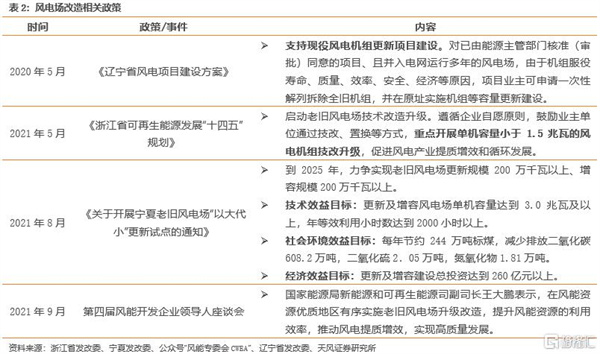 表 2：风电场改造相关政策
时间 政策/事件 内容
2020 年 5 月 《辽宁省风电项目建设方案》
➢ 支持现役风电机组更新项目建设。对已由能源主管部门核准（审
批）同意的项目、且并入电网运行多年的风电场，由于机组服役
寿命、质量、效率、安全、经济等原因，项目业主可申请一次性
解列拆除全旧机组，并在原址实施机组等容量更新建设。
2021 年 5 月 《浙江省可再生能源发展“十四五”
规划》
➢ 启动老旧风电场技术改造升级。遵循企业自愿原则，鼓励业主单
位通过技改、置换等方式，重点开展单机容量小于 1.5 兆瓦的风
电机组技改升级，促进风电产业提质增效和循环发展。
2021 年 8 月 《关于开展宁夏老旧风电场“以大代
小”更新试点的通知》
➢ 到 2025 年，力争实现老旧风电场更新规模 200 万千瓦以上、增
容规模 200 万千瓦以上。
➢ 技术效益目标：更新及增容风电场单机容量达到 3.0 兆瓦及以
上，年等效利用小时数达到 2000 小时以上。
➢ 社会环境效益目标：每年节约 244 万吨标煤，减少排放二氧化碳
608.2 万吨，二氧化硫 2．05 万吨，氮氧化物 1.81 万吨。
➢ 经济效益目标：更新及增容建设总投资达到 260 亿元以上。
2021 年 9 月 第四届风能开发企业领导人座谈会
➢ 国家能源局新能源和可再生能源司副司长王大鹏表示，在风能资
源优质地区有序实施老旧风电场升级改造，提升风能资源的利用
效率，推动风电提质增效，实现高质量发展。
资料来源：浙江省发改委、宁夏发改委、公众号“风能专委会 CWEA”、辽宁省发改委、天风证券研究所
格隆汇